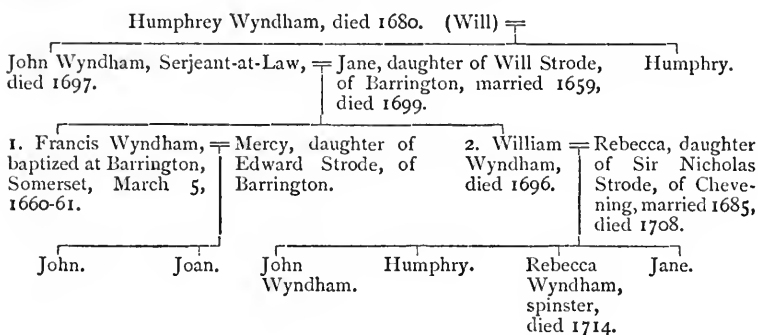 Humphrey Wyndham, died 1680. (Will)
John Wyndham, Serjeant-at-Law,
died 1697.
Jane, daughter of Will Strode,
of Barrington, married 1659,
died 1699.
Humphry.
1. Francis Wyndham,
baptized at Barrington,
Somerset, March 5,
1660-61.
Mercy, daughter of
Edward Strode, of
Barrington.
2. William
Wyndham,
died 1696.
Rebecca, daughter
of Sir Nicholas
Strode, of Cheve-
ning, married 1685,
died 1708.
John.
Joan.
John
Wyndham.
Humphry.
Rebecca
Wyndham,
spinster,
died 1714.
Jane.